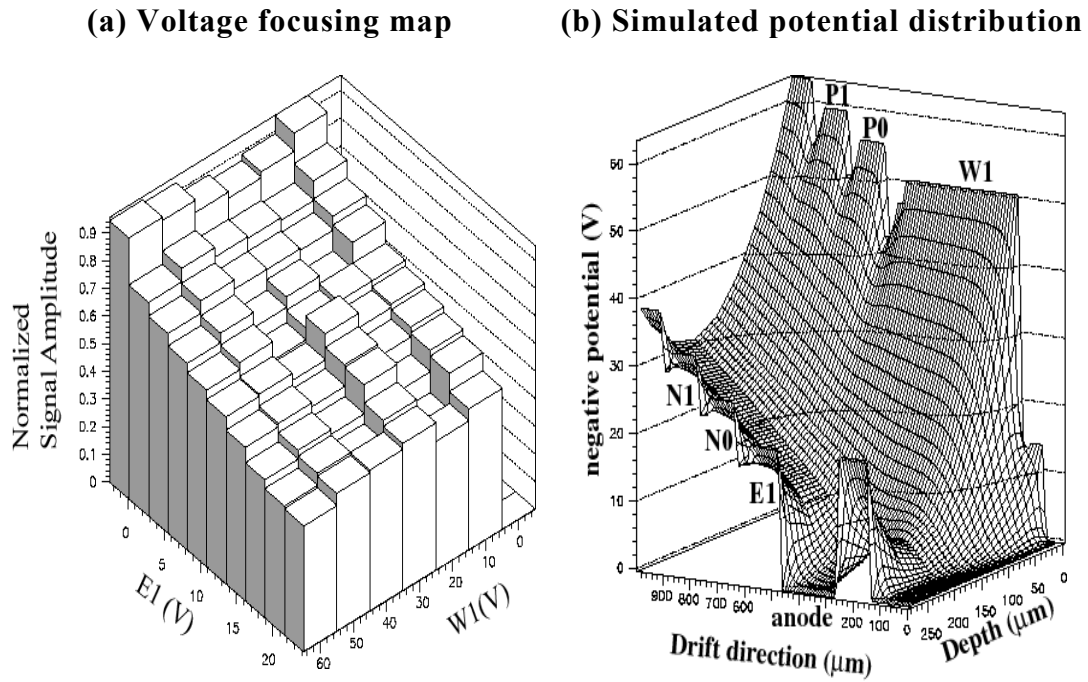 (a) Voltage focusing map
(b) Simulated potential distribution
Normalized
Signal Amplitude
0.9
0.8
0.7
0.6
0.5
0.4
0.3
0.2
0.1
0
0
5
10
15
20
E1 (V)
60
50
40
30
20
10
0
W1(V)
negative potential (V)
60
50
40
30
20
10
0
P1
P0
W1
N1
N0
E1
anode
900
800
700
600
200
100
0
Drift direction (μm)
250
200
150
100
50
0
Depth (μm)